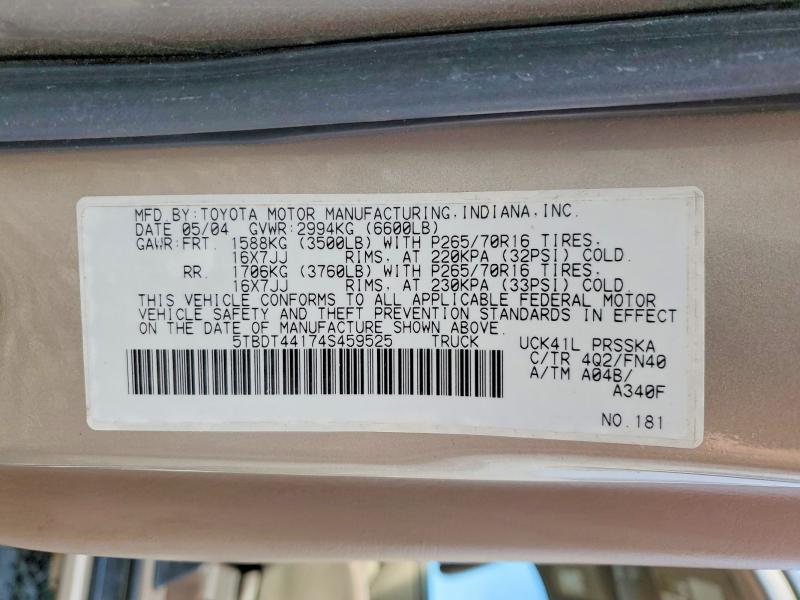 MFD BY:TOYOTA MOTOR MANUFACTURING,INDIANA,INC.
DATE 05/04 GVWR:2994KG (6600LB)
GAWR:FRT. 1588KG (3500LB) WITH P265/70R16 TIRES.
16X7JJ RIMS. AT 220KPA (32PSI) COLD.
RR. 1706KG (3760LB) WITH P265/70R16 TIRES.
16X7JJ RIMS. AT 230KPA (33PSI) COLD.
THIS VEHICLE CONFORMS TO ALL APPLICABLE FEDERAL MOTOR
VEHICLE SAFETY AND THEFT PREVENTION STANDARDS IN EFFECT
ON THE DATE OF MANUFACTURE SHOWN ABOVE.
5TBDT44174S459525 TRUCK UCK41L PRSSKA
C/TR 4Q2/FN40
A/TM A04B/
A340F
NO.181